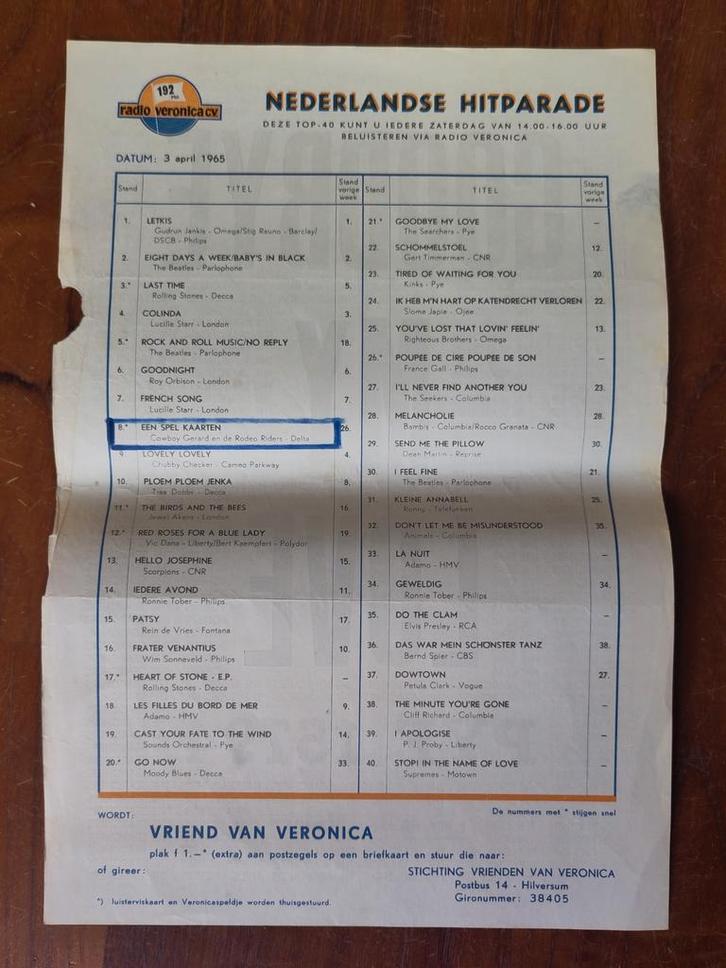 192
radio veronica cv.
NEDERLANDSE HITPARADE
DEZE TOP-40 KUNT U IEDERE ZATERDAG VAN 14.00-16.00 UUR
BELUISTEREN VIA RADIO VERONICA
DATUM: 3 april 1965
Stand TITEL Stand vorige week
1. LETKIS 1.
Gudrun Jankis - Omega/Stig Rauno - Barclay/
DSCB - Philips
2. EIGHT DAYS A WEEK/BABY'S IN BLACK 2.
The Beatles - Parlophone
3.* LAST TIME 5.
Rolling Stones - Decca
4. COLINDA 3.
Lucille Starr - London
5.* ROCK AND ROLL MUSIC/NO REPLY 18.
The Beatles - Parlophone
6. GOODNIGHT 6.
Roy Orbison - London
7. FRENCH SONG 7.
Lucille Starr - London
8.* EEN SPEL KAARTEN 26.
Cowboy Gerard en de Rodeo Riders - Delta
9. LOVELY LOVELY 4.
Chubby Checker - Cameo Parkway
10. PLOEM PLOEM JENKA 8.
Trea Dobbs - Decca
11.* THE BIRDS AND THE BEES 16
Jewel Akens - London
12.* RED ROSES FOR A BLUE LADY 19.
Vic Dana - Liberty/Bert Kaempfert - Polydor
13. HELLO JOSEPHINE 15.
Scorpions - CNR
14. IEDERE AVOND 11.
Ronnie Tober - Philips
15. PATSY 17.
Rein de Vries - Fontana
16. FRATER VENANTIUS 10.
Wim Sonneveld - Philips
17.* HEART OF STONE - E.P. –
Rolling Stones - Decca
18. LES FILLES DU BORD DE MER 9.
Adamo - HMV
19. CAST YOUR FATE TO THE WIND 14.
Sounds Orchestral - Pye
20.* GO NOW 33.
Moody Blues - Decca
Stand TITEL Stand vorige week
21.* GOODBYE MY LOVE –
The Searchers - Pye
22. SCHOMMELSTOEL 12.
Gert Timmerman - CNR
23. TIRED OF WAITING FOR YOU 20.
Kinks - Pye
24. IK HEB M'N HART OP KATENDRECHT VERLOREN 22.
Slome Japie - Ojee
25. YOU'VE LOST THAT LOVIN' FEELIN' 13.
Righteous Brothers - Omega
26.* POUPEE DE CIRE POUPEE DE SON –
France Gall - Philips
27. I'LL NEVER FIND ANOTHER YOU 23.
The Seekers - Columbia
28. MELANCHOLIE 28.
Bambis - Columbia/Rocco Granata - CNR
29. SEND ME THE PILLOW 30.
Dean Martin - Reprise
30. I FEEL FINE 21.
The Beatles - Parlophone
31. KLEINE ANNABELL 25.
Ronny - Telefunken
32. DON'T LET ME BE MISUNDERSTOOD 35.
Animals - Columbia
33. LA NUIT –
Adamo - HMV
34. GEWELDIG 34.
Ronnie Tober - Philips
35. DO THE CLAM –
Elvis Presley - RCA
36. DAS WAR MEIN SCHÖNSTER TANZ 38.
Bernd Spier - CBS
37. DOWTOWN 27.
Petula Clark - Vogue
38. THE MINUTE YOU'RE GONE –
Cliff Richard - Columbia
39. I APOLOGISE –
P. J. Proby - Liberty
40. STOP! IN THE NAME OF LOVE –
Supremes - Motown
De nummers met * stijgen snel
WORDT:
VRIEND VAN VERONICA
plak f 1.–* (extra) aan postzegels op een briefkaart en stuur die naar:
of gireer: STICHTING VRIENDEN VAN VERONICA
Postbus 14 - Hilversum
Gironummer: 38405
*) luisterviskaart en Veronicaspeldje worden thuisgestuurd.